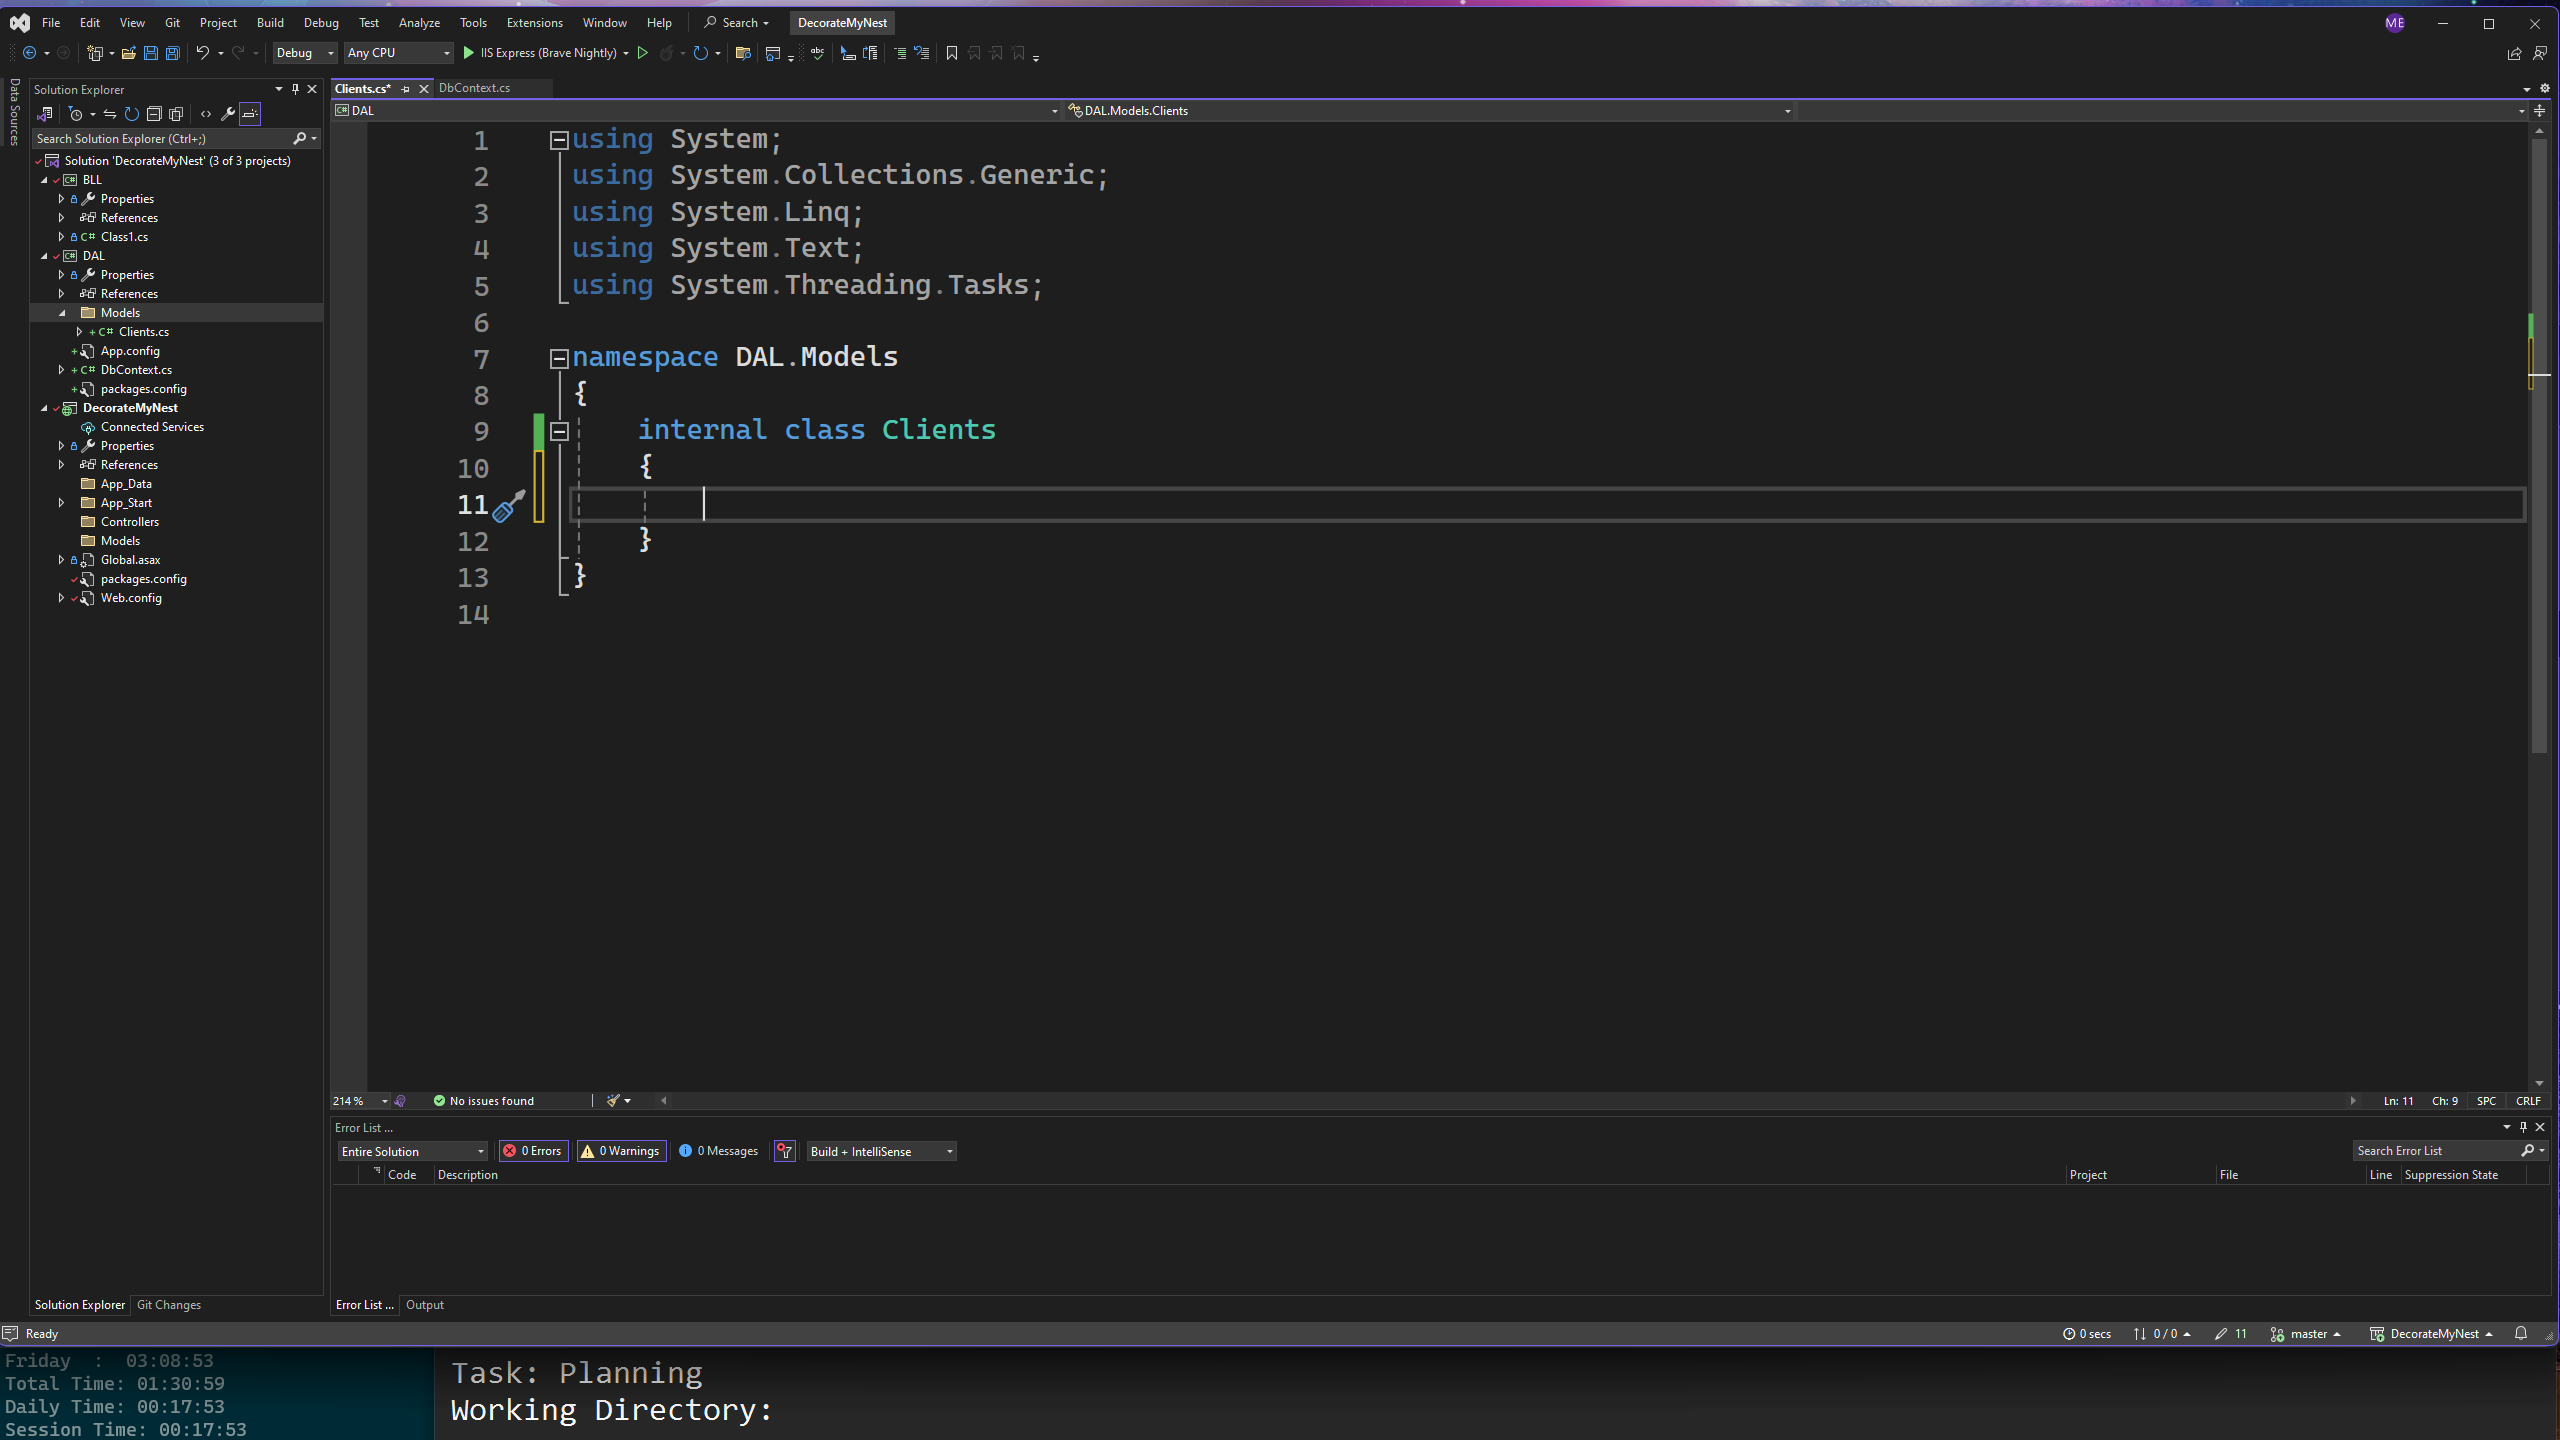 File Edit View Git Project Build Debug Test Analyze Tools Extensions Window Help Search DecorateMyNest ME
Debug Any CPU IIS Express (Brave Nightly)
Data Sources
Solution Explorer
Search Solution Explorer (Ctrl+;)
Solution 'DecorateMyNest' (3 of 3 projects)
BLL
Properties
References
C# Class1.cs
DAL
Properties
References
Models
C# Clients.cs
App.config
C# DbContext.cs
packages.config
DecorateMyNest
Connected Services
Properties
References
App_Data
App_Start
Controllers
Models
Global.asax
packages.config
Web.config
Solution Explorer Git Changes
Clients.cs* DbContext.cs
C# DAL DAL.Models.Clients
1 using System;
2 using System.Collections.Generic;
3 using System.Linq;
4 using System.Text;
5 using System.Threading.Tasks;
6
7 namespace DAL.Models
8 {
9 internal class Clients
10 {
11
12 }
13 }
14
214 % No issues found Ln: 11 Ch: 9 SPC CRLF
Error List ...
Entire Solution 0 Errors 0 Warnings 0 Messages Build + IntelliSense Search Error List
Code Description Project File Line Suppression State
Error List ... Output
Ready 0 secs 0 / 0 11 master DecorateMyNest
Friday : 03:08:53
Total Time: 01:30:59
Daily Time: 00:17:53
Session Time: 00:17:53
Task: Planning
Working Directory: